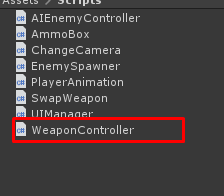 Assets > Scripts
AIEnemyController
AmmoBox
ChangeCamera
EnemySpawner
PlayerAnimation
SwapWeapon
UIManager
WeaponController